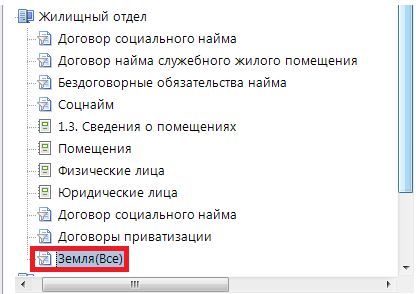 Жилищный отдел
Договор социального найма
Договор найма служебного жилого помещения
Бездоговорные обязательства найма
Соцнайм
1.3. Сведения о помещениях
Помещения
Физические лица
Юридические лица
Договор социального найма
Договоры приватизации
Земля(Все)